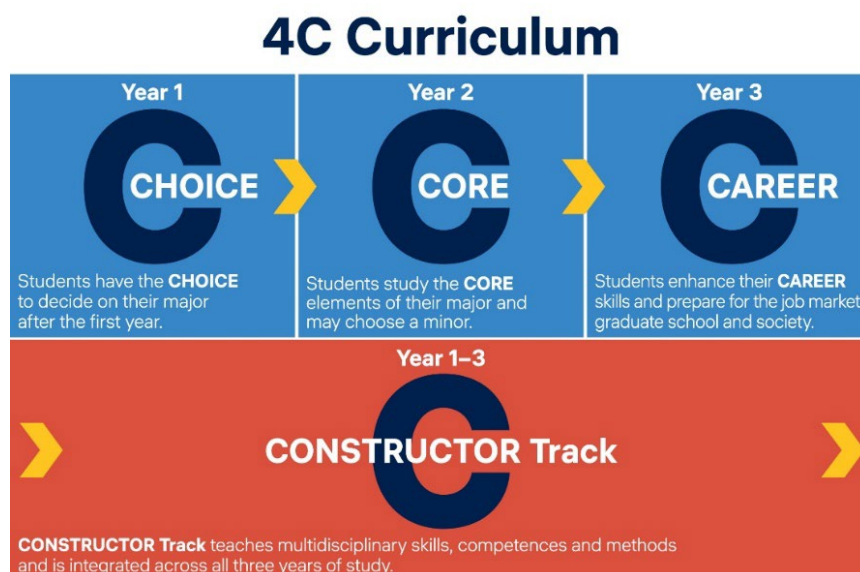 4C Curriculum
Year 1
CHOICE
Students have the CHOICE
to decide on their major
after the first year.
Year 2
CORE
Students study the CORE
elements of their major and
may choose a minor.
Year 3
CAREER
Students enhance their CAREER
skills and prepare for the job market
graduate school and society.
Year 1–3
CONSTRUCTOR Track
CONSTRUCTOR Track teaches multidisciplinary skills, competences and methods
and is integrated across all three years of study.